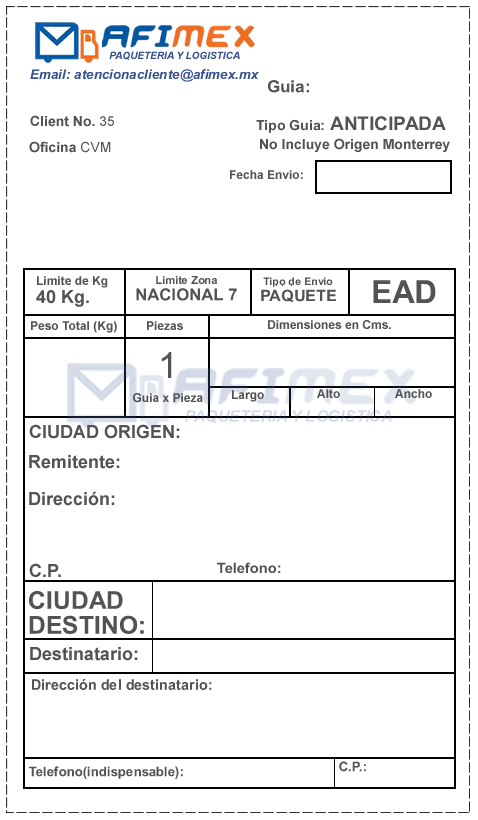 AFIMEX
PAQUETERIA Y LOGISTICA
Email: atencionacliente@afimex.mx
Guia:
Client No. 35
Tipo Guia: ANTICIPADA
Oficina CVM
No Incluye Origen Monterrey
Fecha Envio:
Limite de Kg
40 Kg.
Limite Zona
NACIONAL 7
Tipo de Envio
PAQUETE
EAD
Peso Total (Kg)
Piezas
Dimensiones en Cms.
1
Guia x Pieza
AFIMEX
PAQUETERIA Y LOGISTICA
Largo
Alto
Ancho
CIUDAD ORIGEN:
Remitente:
Dirección:
C.P.
Telefono:
CIUDAD
DESTINO:
Destinatario:
Dirección del destinatario:
Telefono(indispensable):
C.P.: